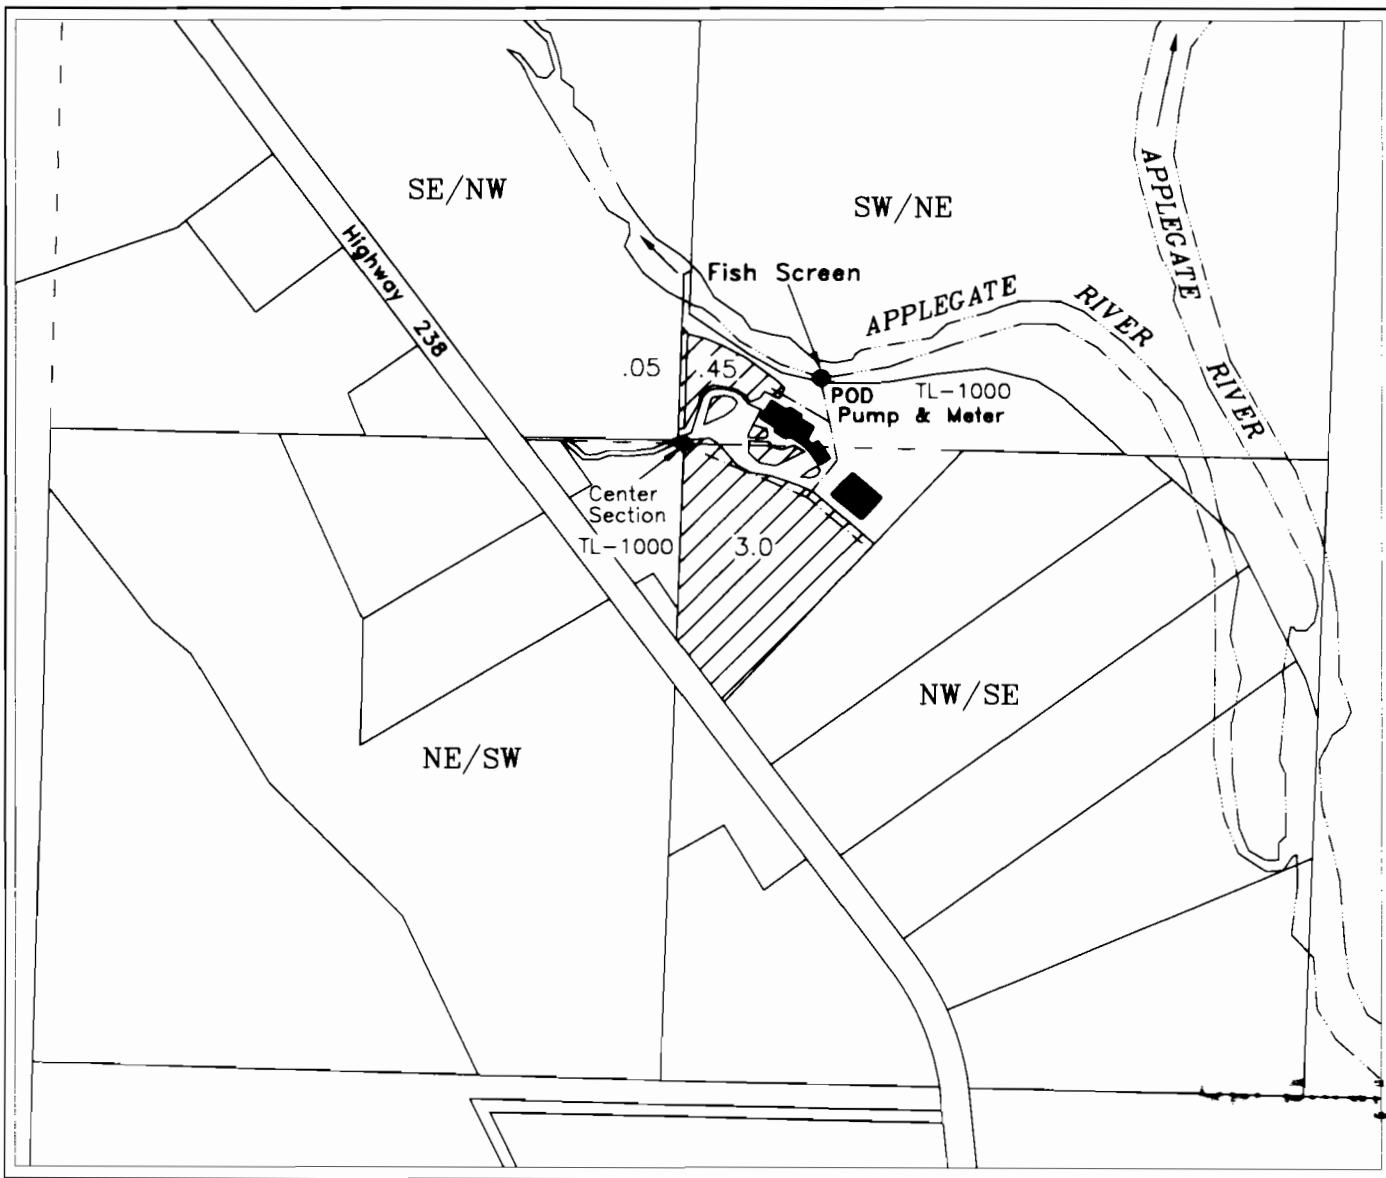 SE/NW
SW/NE
APPLEGATE
RIVER
Highway 238
Fish Screen
APPLEGATE
RIVER
.05
.45
POD
TL-1000
Pump & Meter
Center
Section
TL-1000
3.0
NW/SE
NE/SW